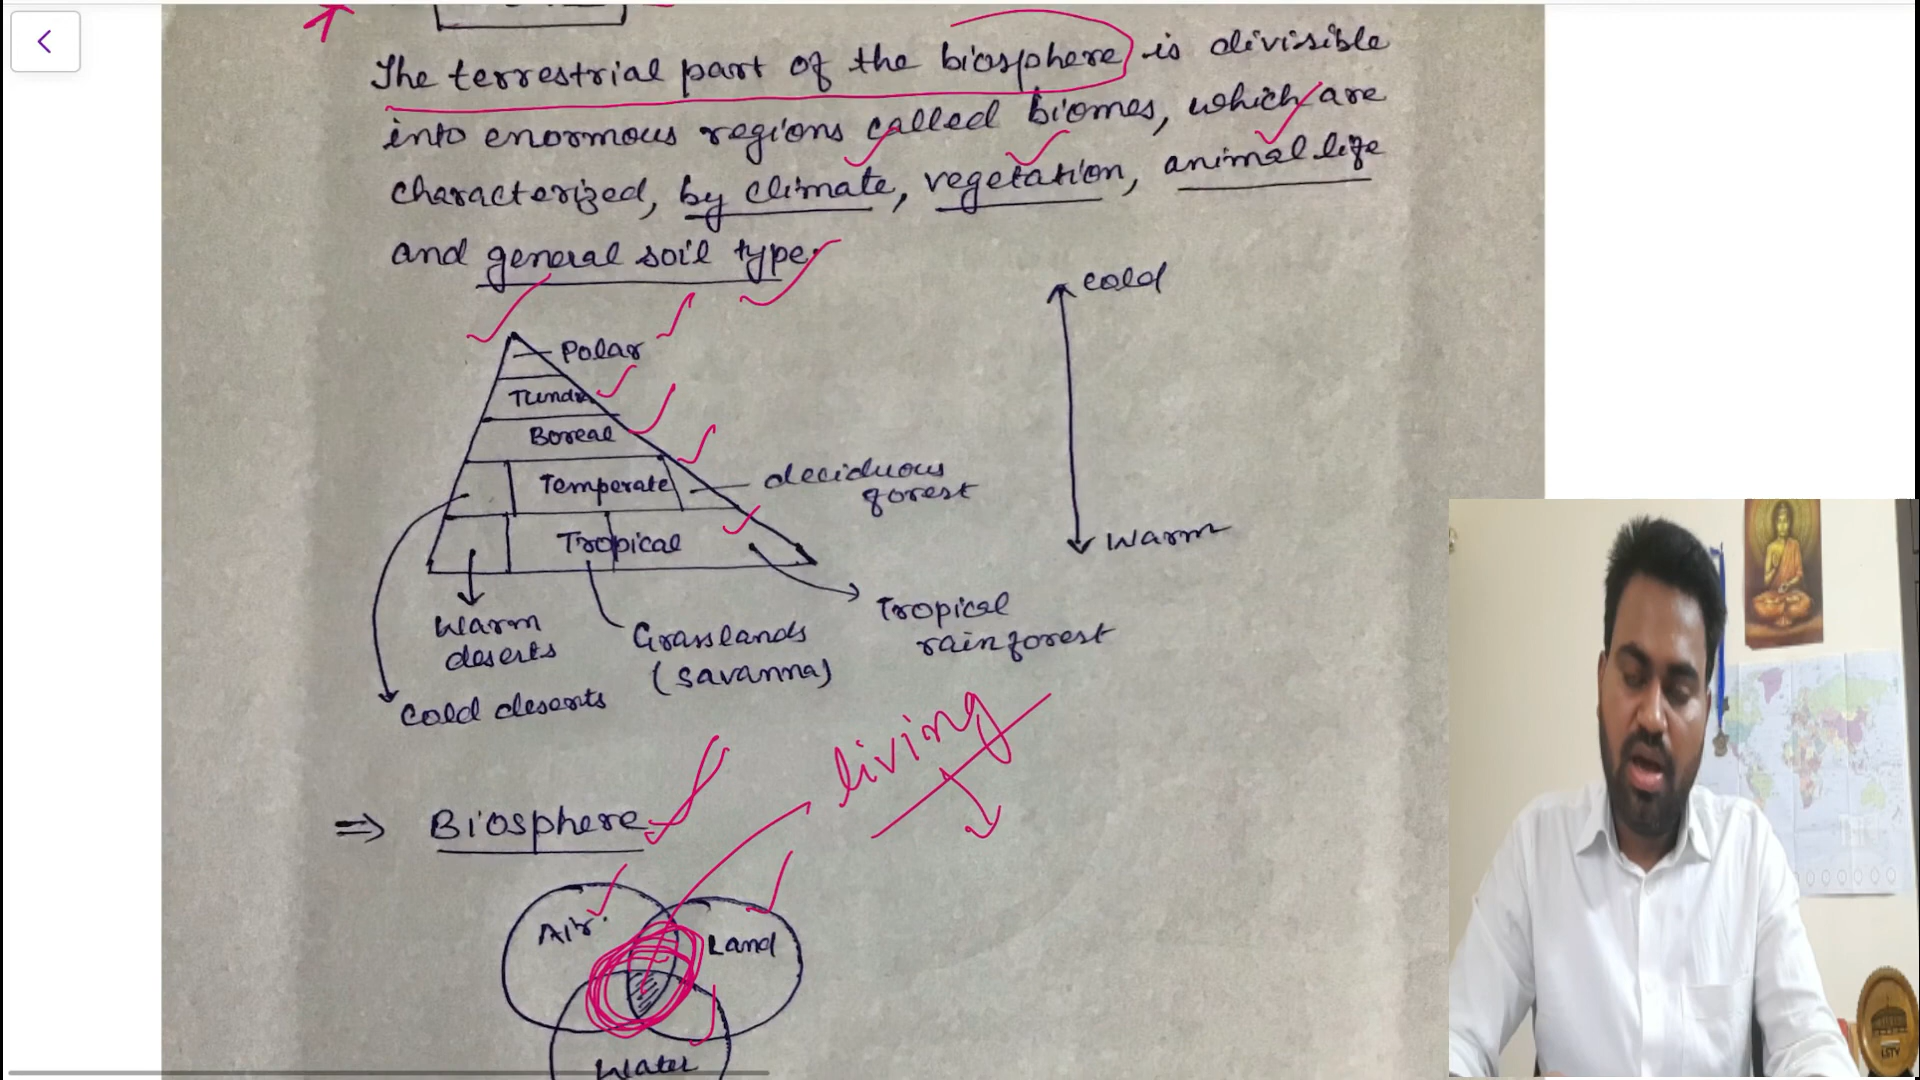 The terrestrial part of the biosphere is divisible
into enormous regions called biomes, which are
characterized, by climate, vegetation, animal life
and general soil type.
cold
Polar
Tundra
Boreal
Temperate
deciduous
forest
Tropical
Warm
Warm
deserts
Grasslands
(savanna)
Tropical
rainforest
Cold deserts
living
⇒ Biosphere
Air
Land
Water
LSTV